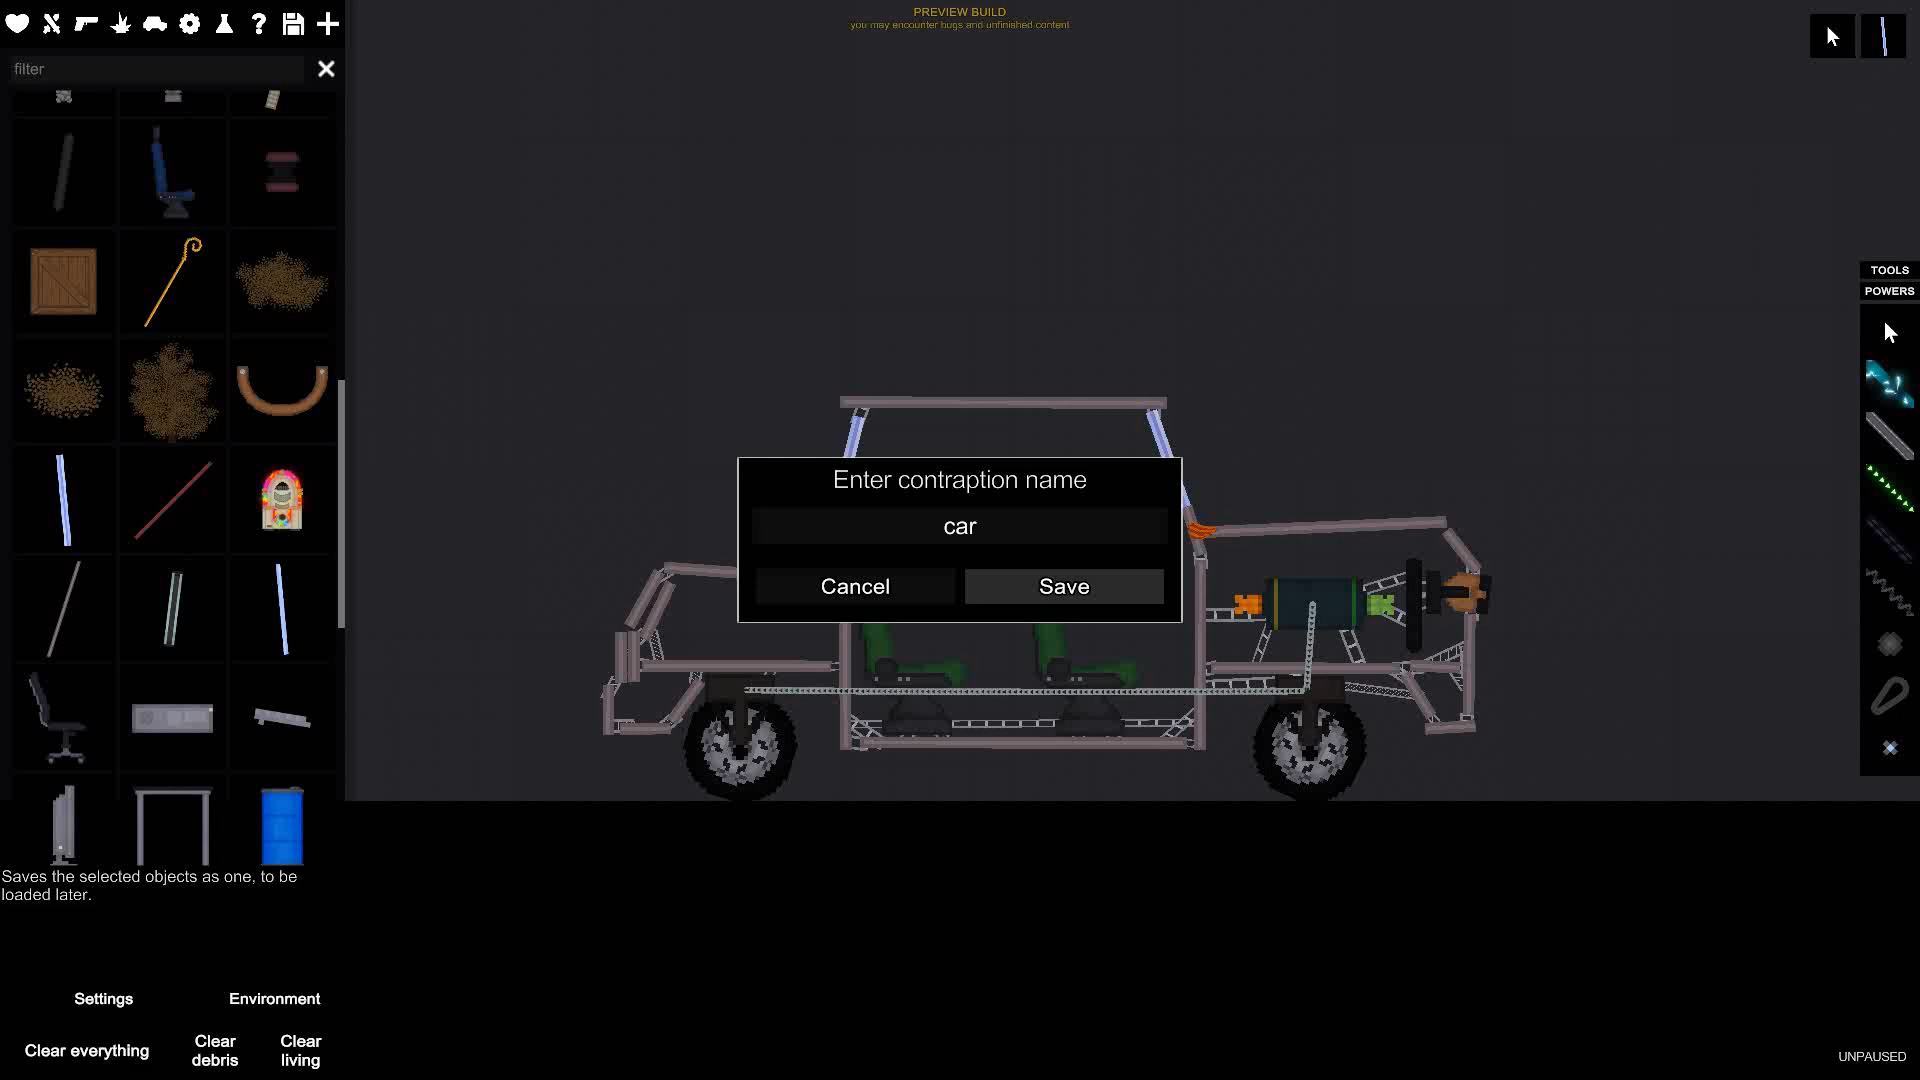 PREVIEW BUILD
you may encounter bugs and unfinished content
filter
TOOLS
POWERS
Enter contraption name
car
Cancel
Save
Saves the selected objects as one, to be
loaded later.
Settings
Environment
Clear everything
Clear
debris
Clear
living
UNPAUSED